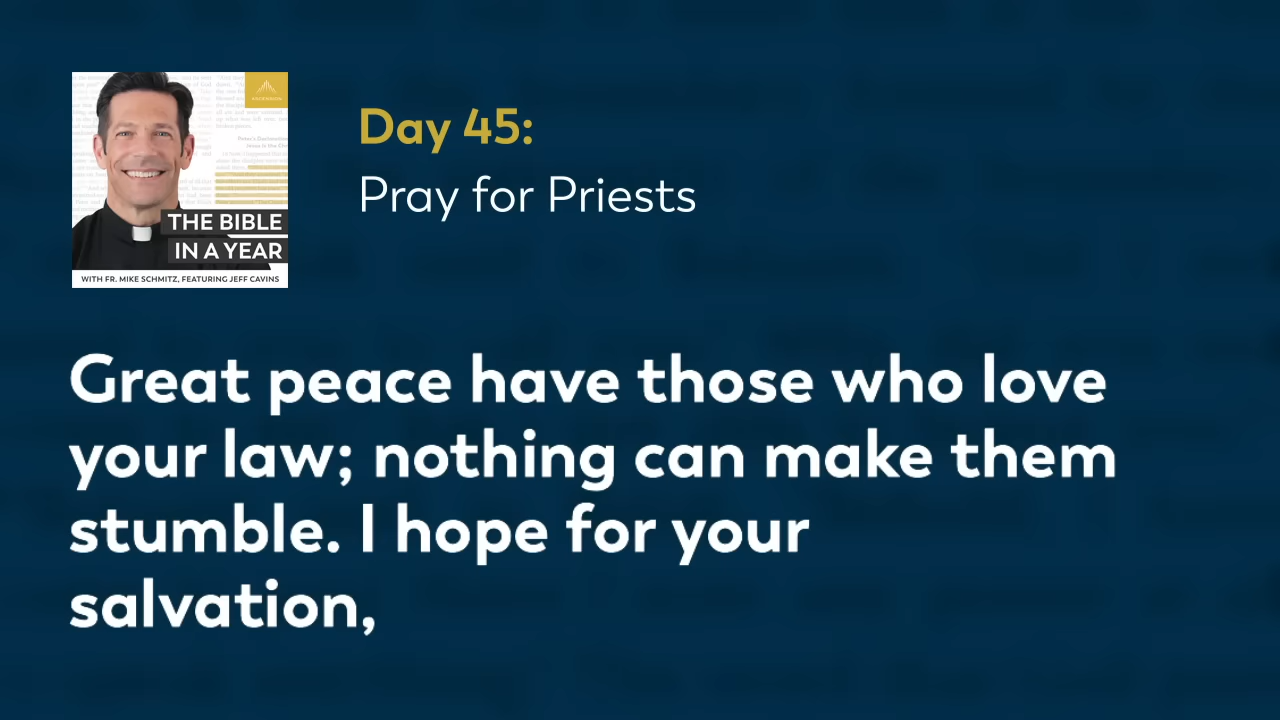 Day 45:
Pray for Priests
THE BIBLE
IN A YEAR
WITH FR. MIKE SCHMITZ, FEATURING JEFF CAVINS
Great peace have those who love
your law; nothing can make them
stumble. I hope for your
salvation,